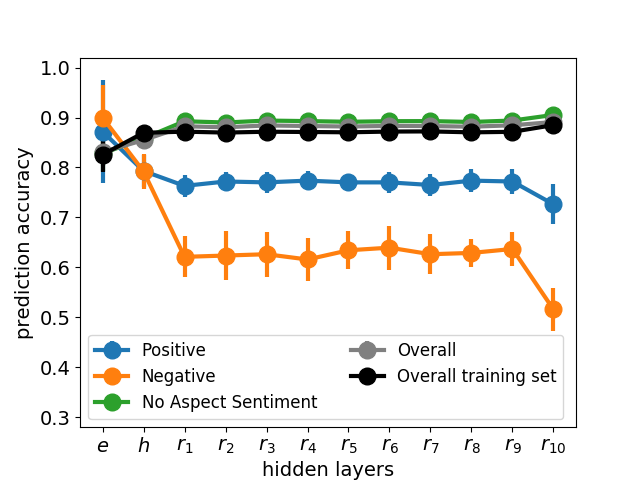 prediction accuracy
1.0
0.9
0.8
0.7
0.6
0.5
0.4
0.3
Positive
Negative
No Aspect Sentiment
Overall
Overall training set
e h r₁ r₂ r₃ r₄ r₅ r₆ r₇ r₈ r₉ r₁₀
hidden layers